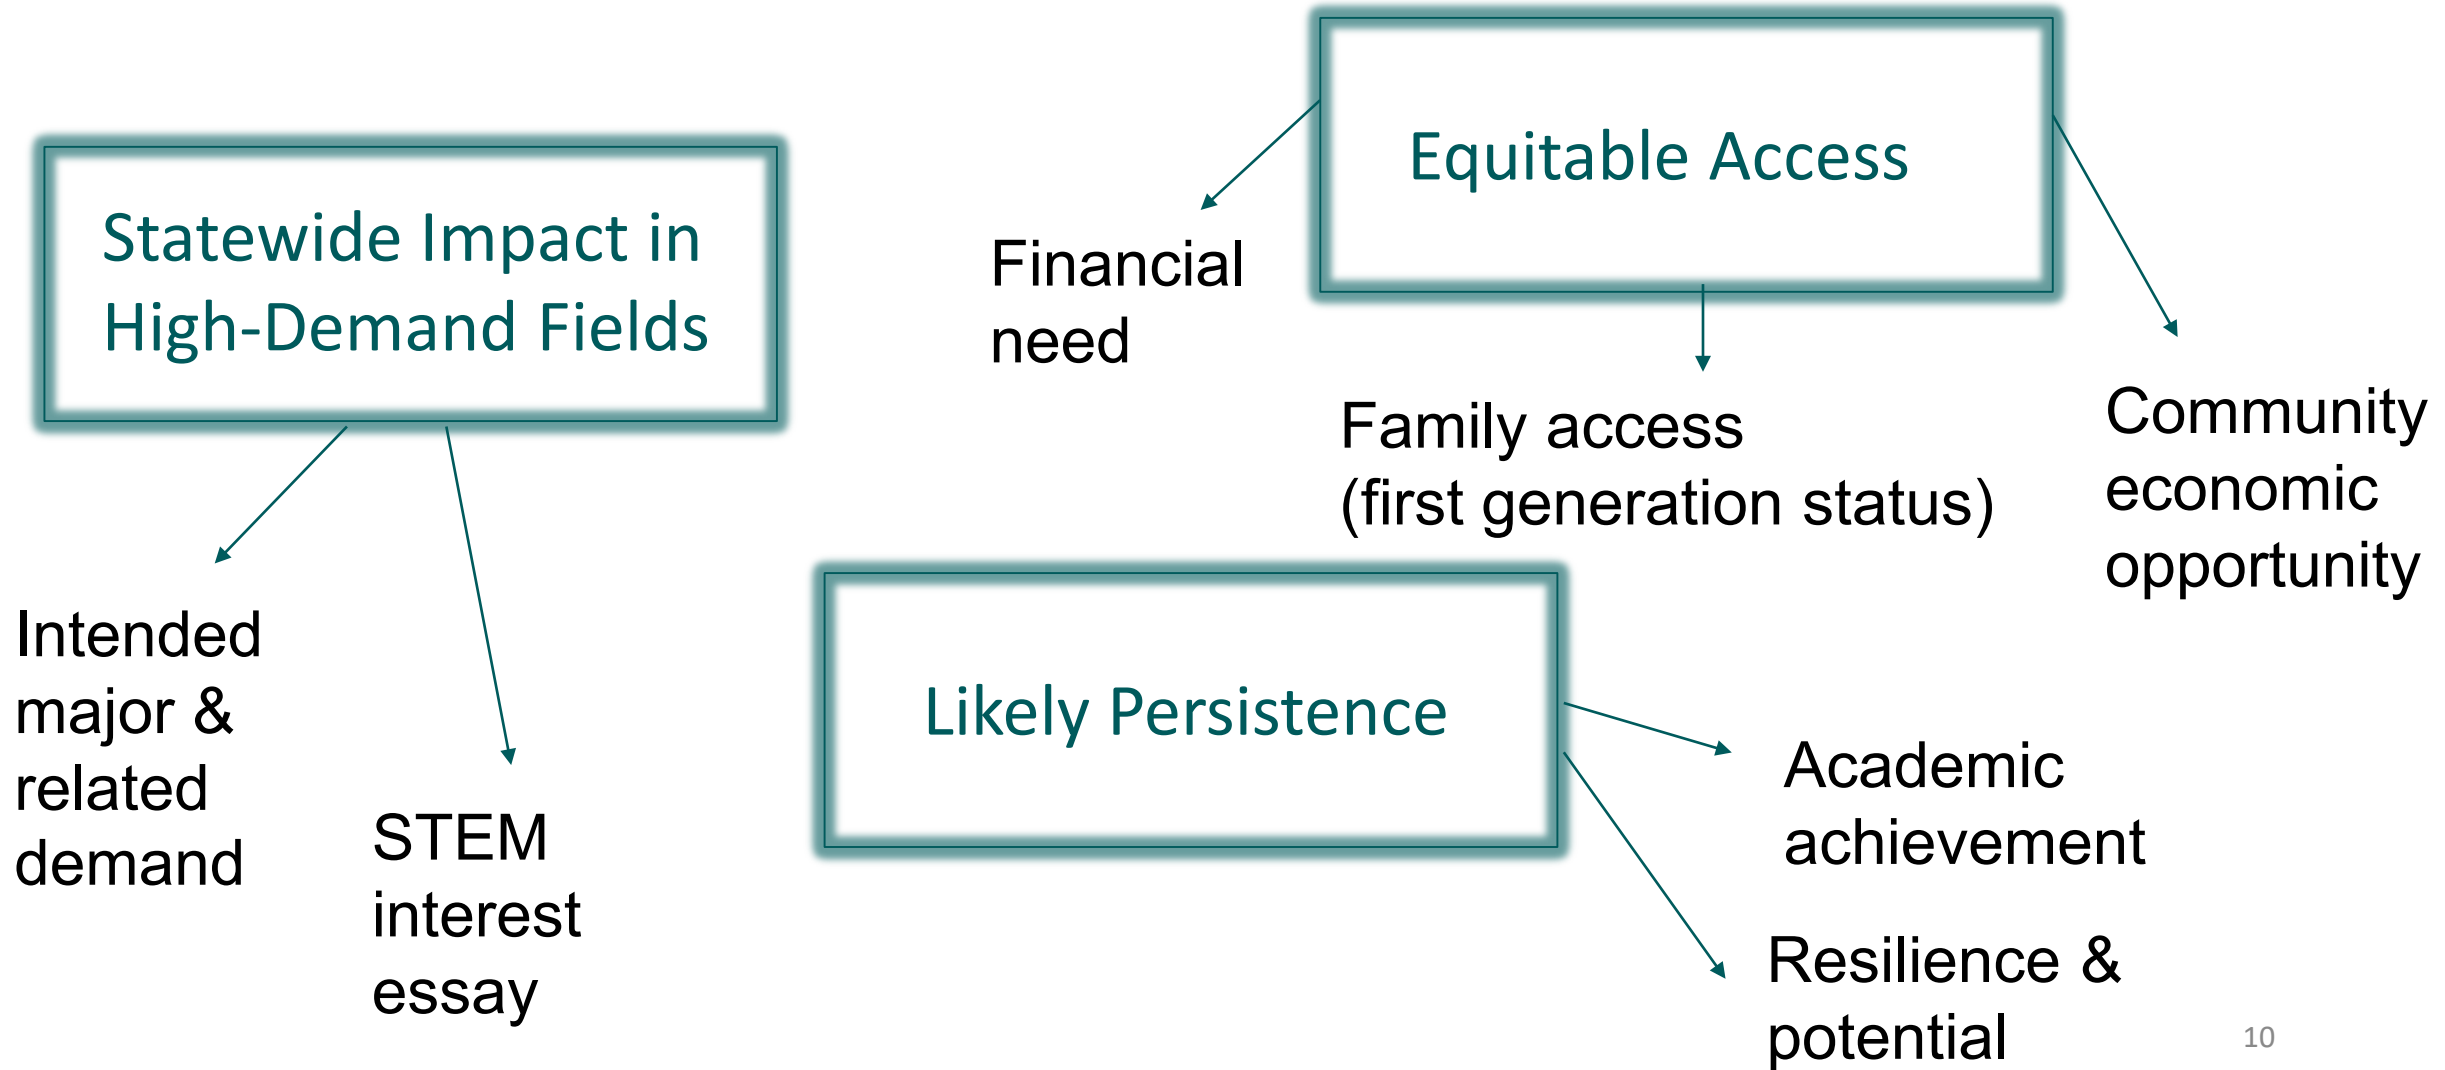 Statewide Impact in
High-Demand Fields
Intended
major &
related
demand
STEM
interest
essay
Equitable Access
Financial
need
Family access
(first generation status)
Community
economic
opportunity
Likely Persistence
Academic
achievement
Resilience &
potential
10